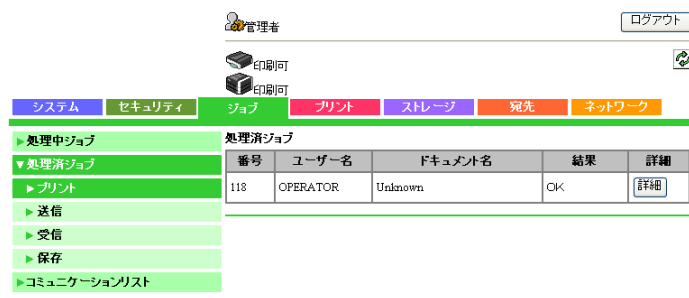 管理者
ログアウト
印刷可
印刷可
システム セキュリティ ジョブ プリント ストレージ 宛先 ネットワーク
処理中ジョブ
処理済ジョブ
プリント
送信
受信
保存
コミュニケーションリスト
処理済ジョブ
番号 ユーザー名 ドキュメント名 結果 詳細
118 OPERATOR Unknown OK 詳細